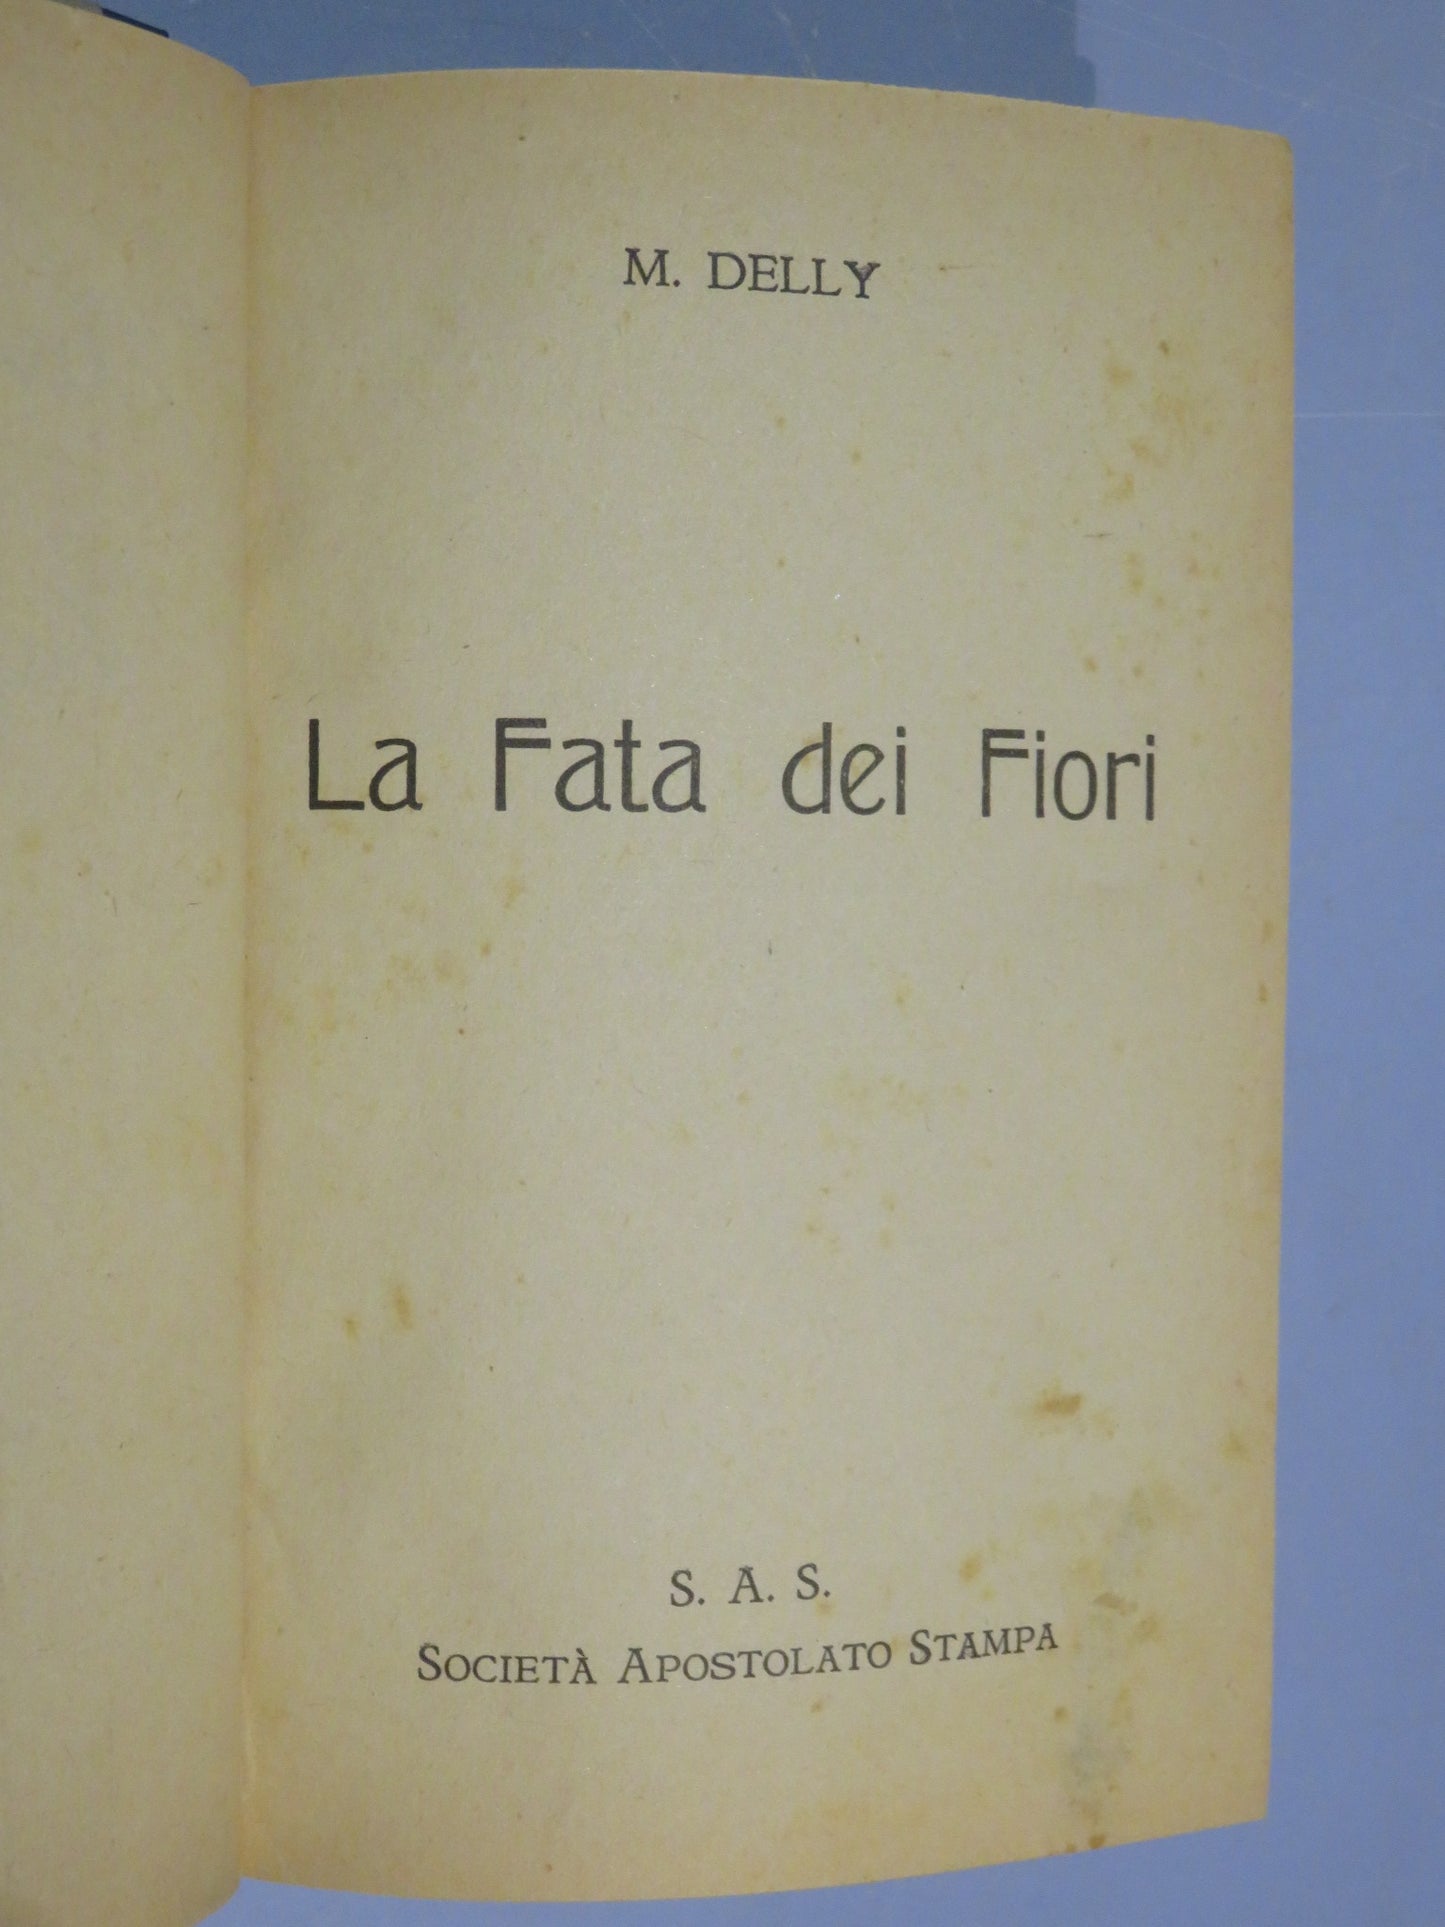 M. DELLY
La Fata dei Fiori
S. A. S.
SOCIETÀ APOSTOLATO STAMPA